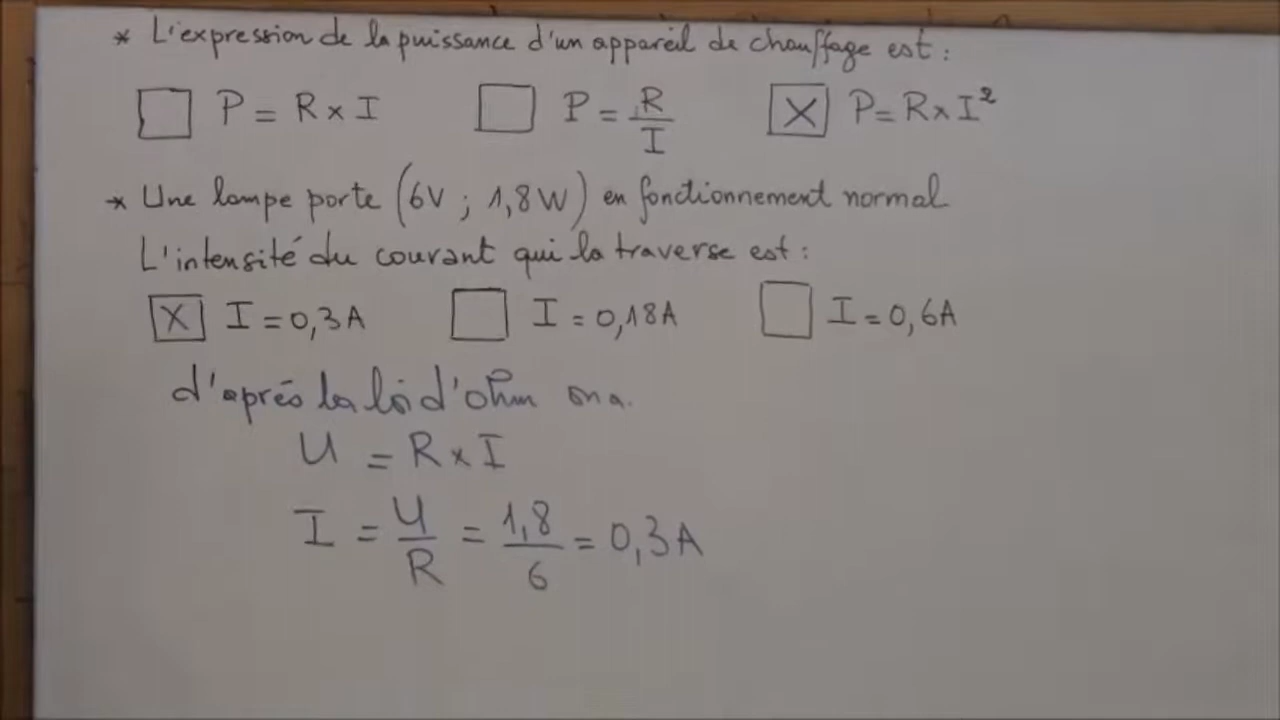 * L'expression de la puissance d'un appareil de chauffage est :
P = R × I P = R/I X P = R × I²
* Une lampe porte (6V ; 1,8W) en fonctionnement normal
L'intensité du courant qui la traverse est :
X I = 0,3A I = 0,18A I = 0,6A
d'après la loi d'ohm on a.
U = R × I
I = U/R = 1,8/6 = 0,3A